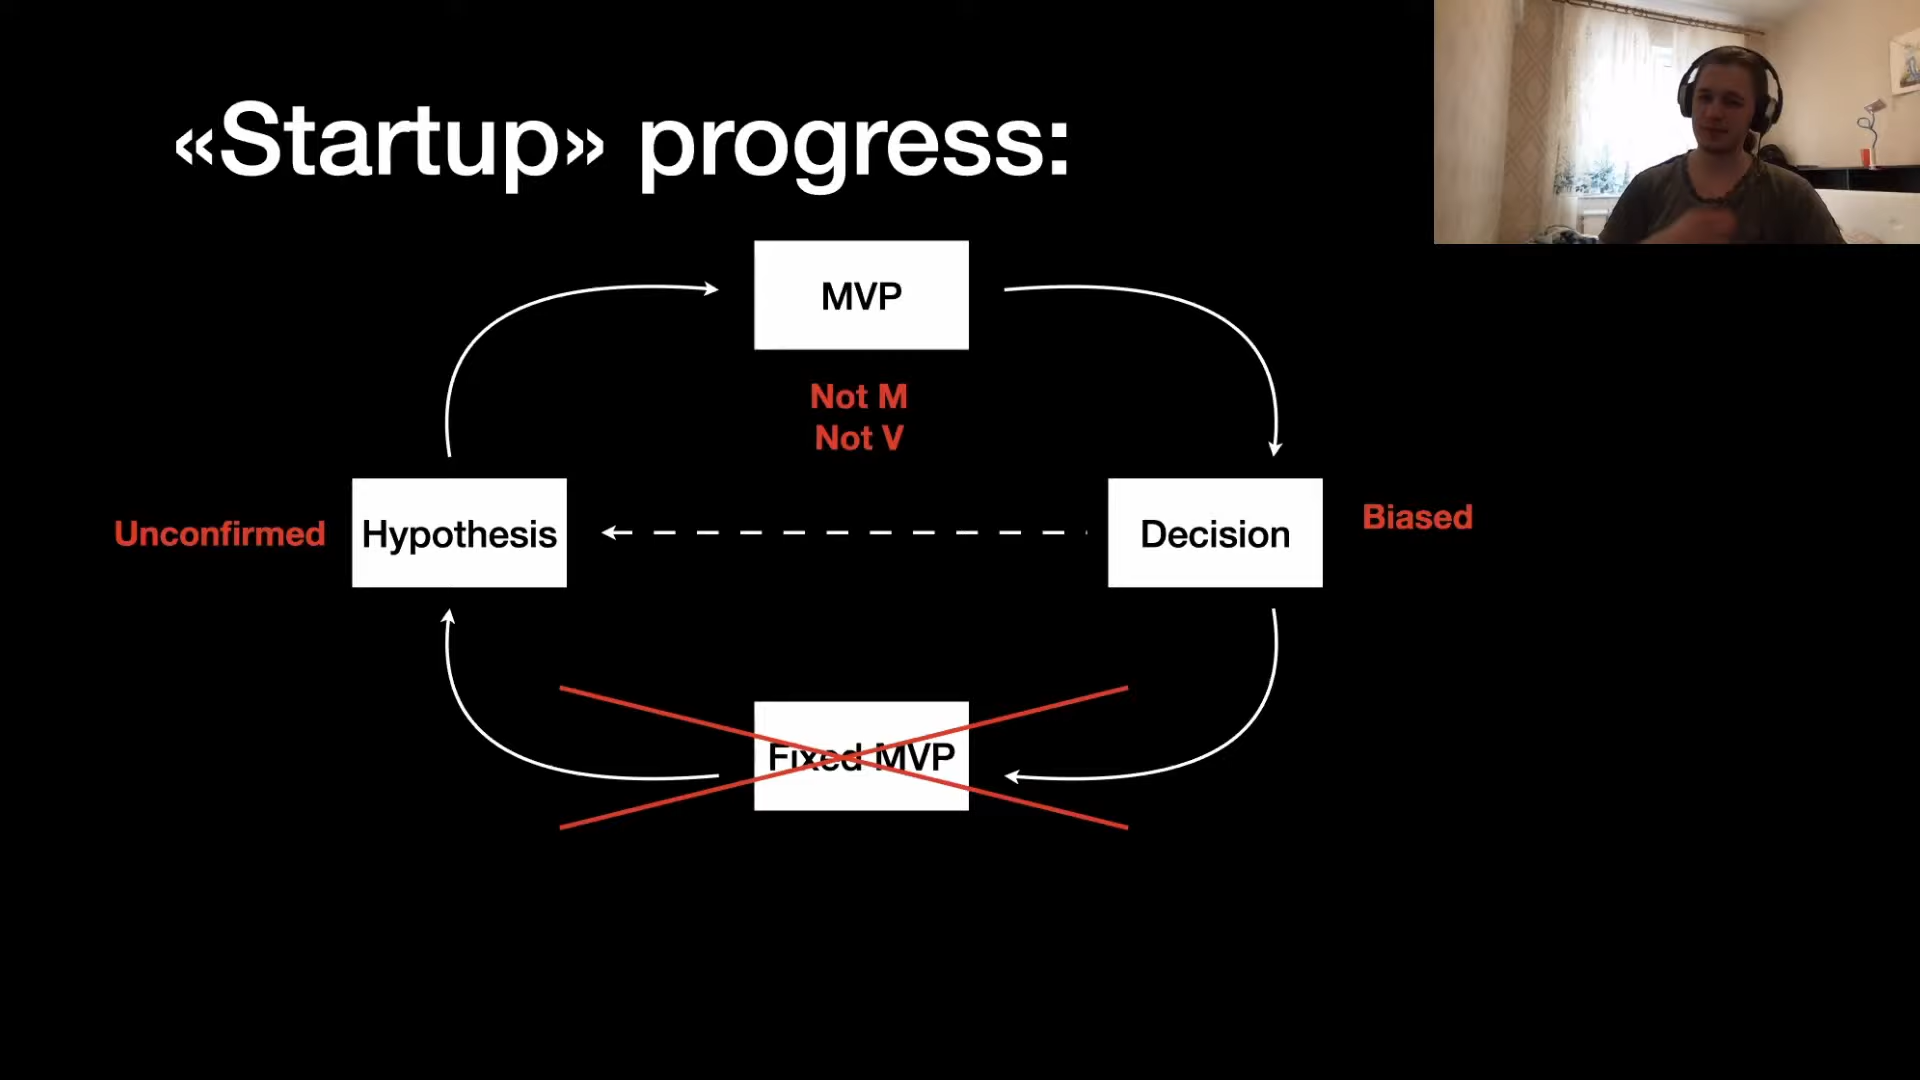 «Startup» progress:
MVP
Not M
Not V
Unconfirmed
Hypothesis
Decision
Biased
Fixed MVP